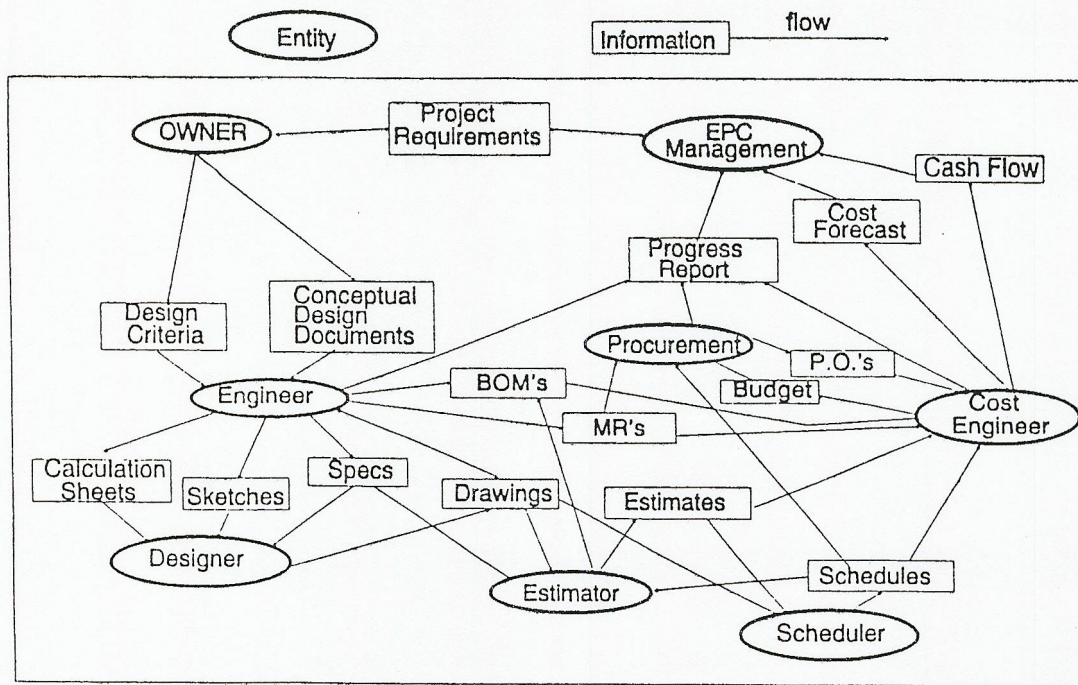 Entity
Information
flow
OWNER
Project
Requirements
EPC
Management
Cash Flow
Cost
Forecast
Progress
Report
Design
Criteria
Conceptual
Design
Documents
Procurement
P.O.'s
Engineer
BOM's
Budget
Cost
Engineer
MR's
Calculation
Sheets
Sketches
Specs
Drawings
Estimates
Designer
Estimator
Schedules
Scheduler